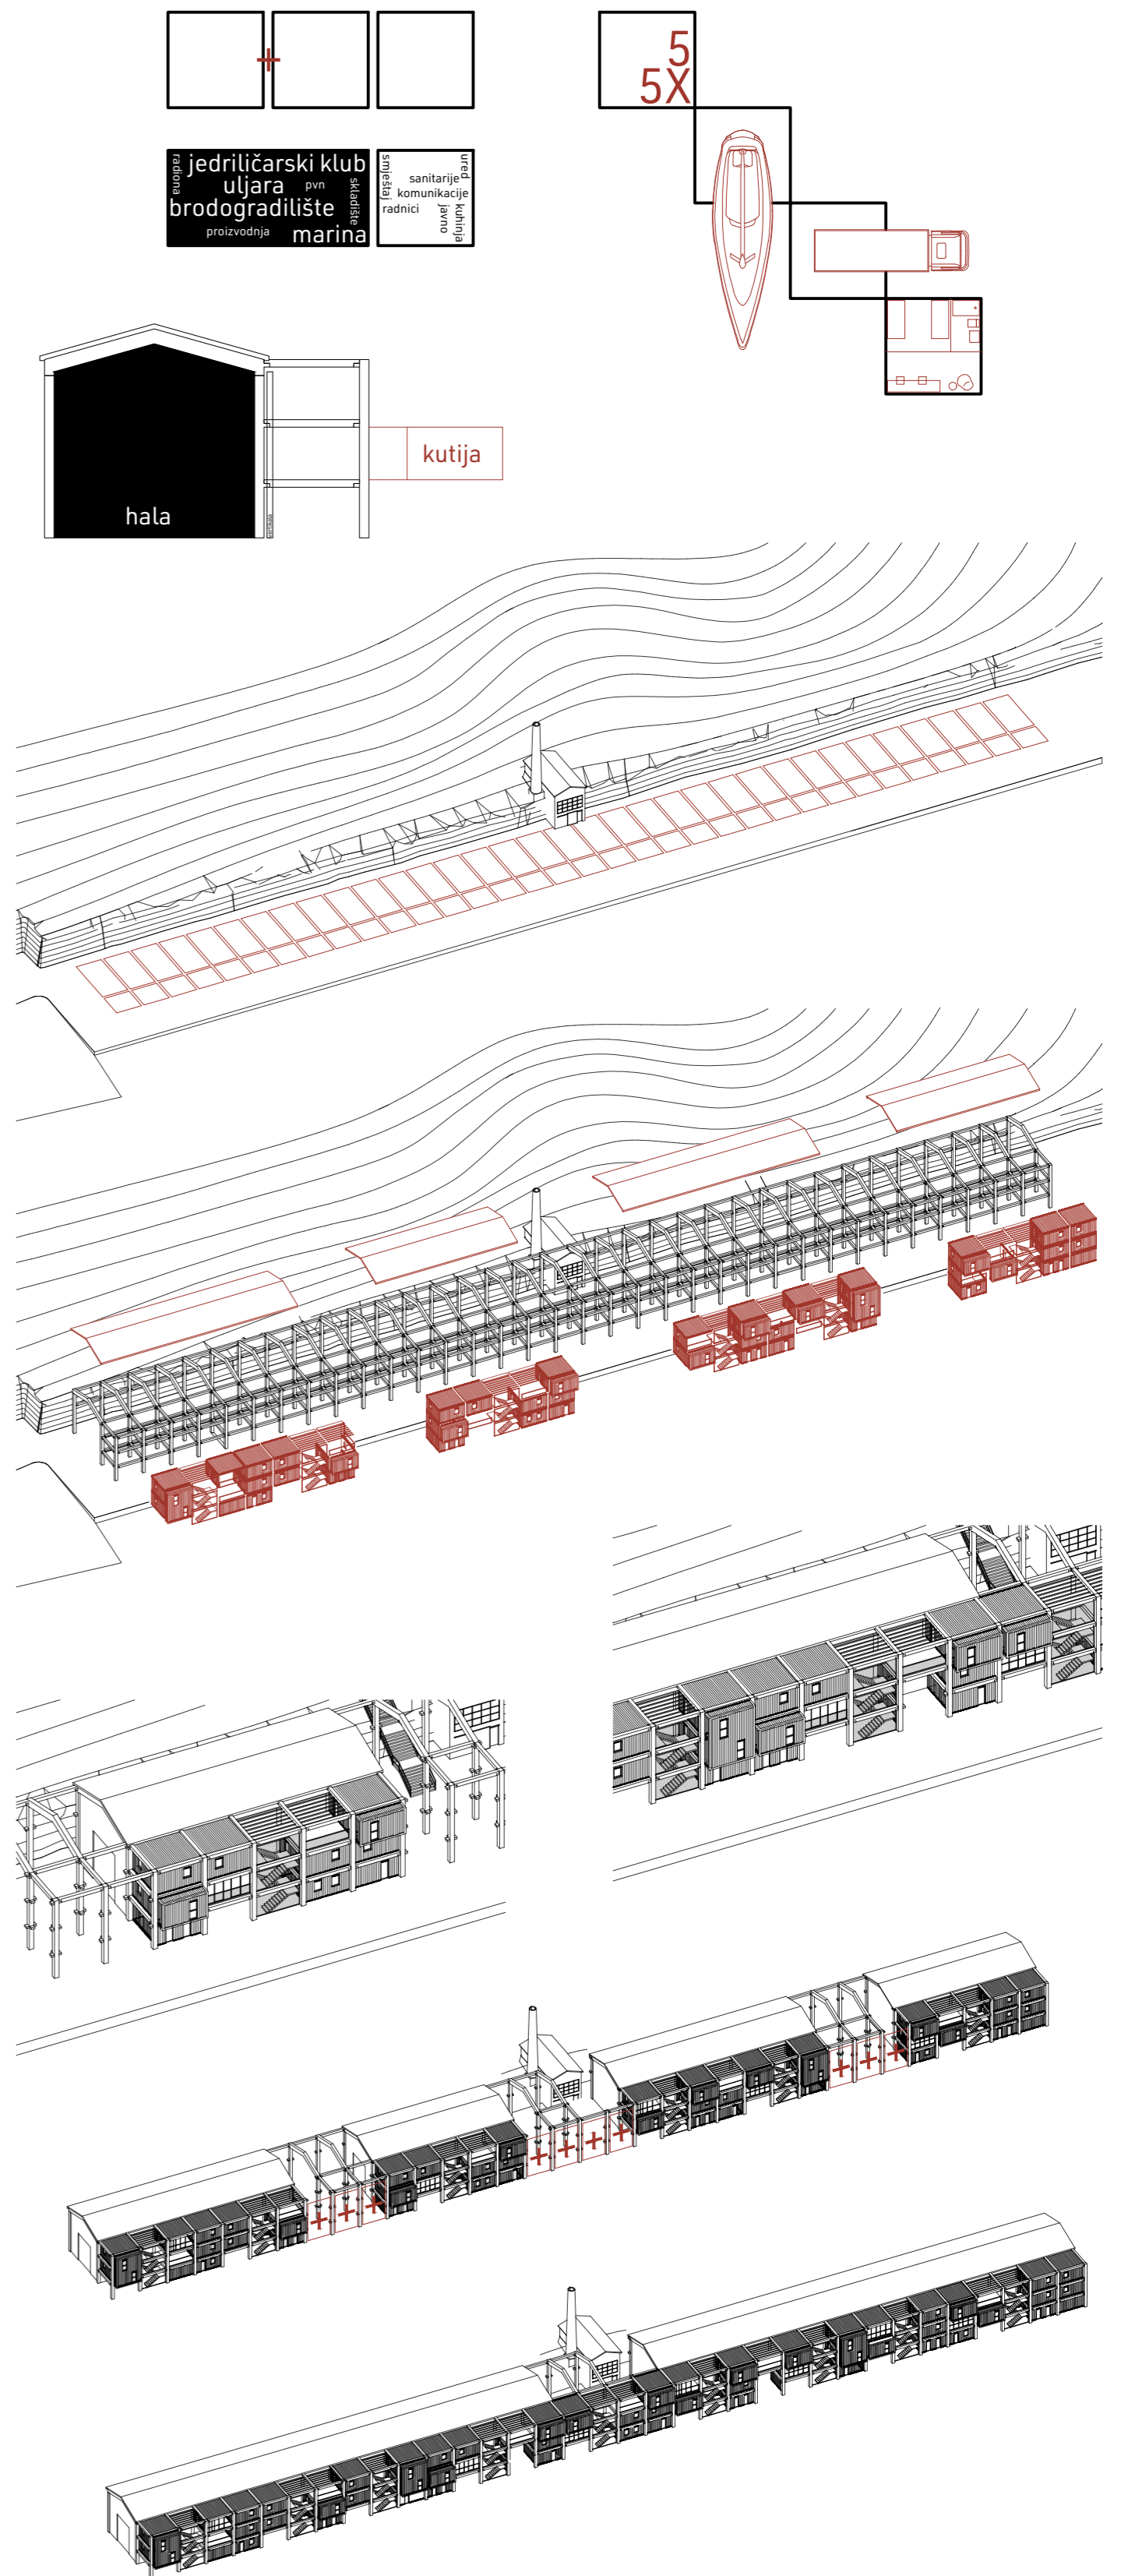 +
5
5X
radiona
jedriličarski klub
uljara
pvn
skladište
brodogradilište
proizvodnja
marina
smještaj
ured
sanitarije
komunikacije
radnici
javno
kuhinja
kutija
hala
+ + +
+ + + +
+ + +